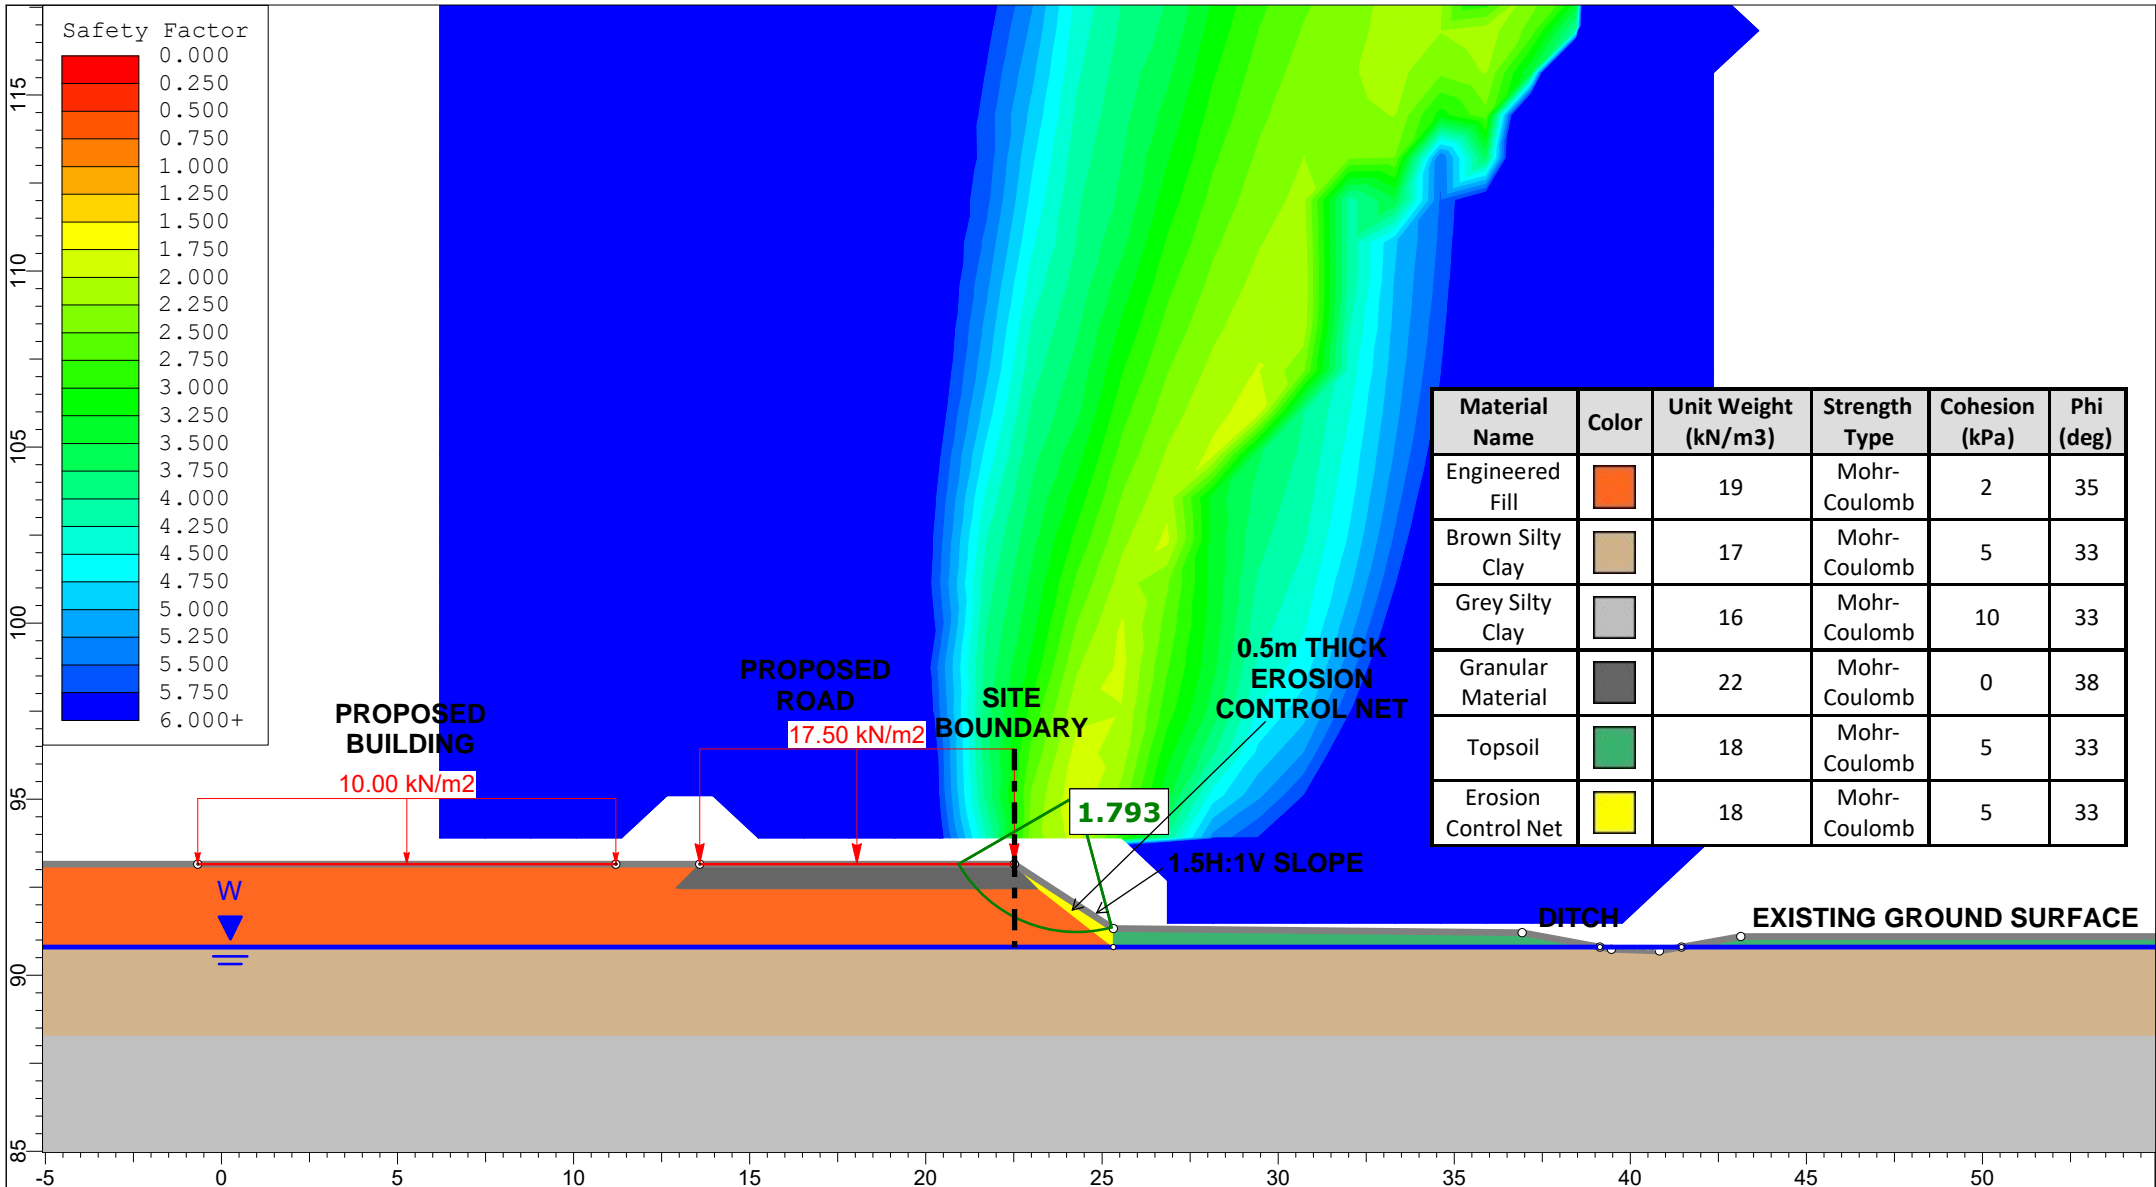 Safety Factor
0.000
0.250
0.500
0.750
1.000
1.250
1.500
1.750
2.000
2.250
2.500
2.750
3.000
3.250
3.500
3.750
4.000
4.250
4.500
4.750
5.000
5.250
5.500
5.750
6.000+
115
110
105
100
95
90
85
PROPOSED
BUILDING
10.00 kN/m2
PROPOSED
ROAD
17.50 kN/m2
SITE
BOUNDARY
0.5m THICK
EROSION
CONTROL NET
1.793
1.5H:1V SLOPE
W
DITCH
EXISTING GROUND SURFACE
Material
Name
Color
Unit Weight
(kN/m3)
Strength
Type
Cohesion
(kPa)
Phi
(deg)
Engineered
Fill
19
Mohr-
Coulomb
2
35
Brown Silty
Clay
17
Mohr-
Coulomb
5
33
Grey Silty
Clay
16
Mohr-
Coulomb
10
33
Granular
Material
22
Mohr-
Coulomb
0
38
Topsoil
18
Mohr-
Coulomb
5
33
Erosion
Control Net
18
Mohr-
Coulomb
5
33
-5 0 5 10 15 20 25 30 35 40 45 50